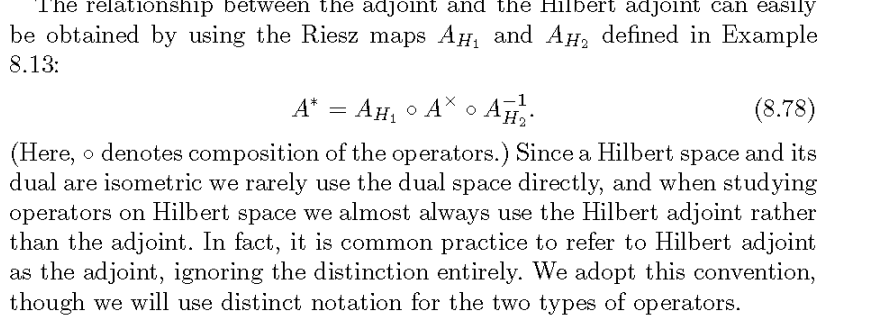 The relationship between the adjoint and the Hilbert adjoint can easily
be obtained by using the Riesz maps A_{H_1} and A_{H_2} defined in Example
8.13:
A^* = A_{H_1} ∘ A^× ∘ A_{H_2}^{-1}. (8.78)
(Here, ∘ denotes composition of the operators.) Since a Hilbert space and its
dual are isometric we rarely use the dual space directly, and when studying
operators on Hilbert space we almost always use the Hilbert adjoint rather
than the adjoint. In fact, it is common practice to refer to Hilbert adjoint
as the adjoint, ignoring the distinction entirely. We adopt this convention,
though we will use distinct notation for the two types of operators.